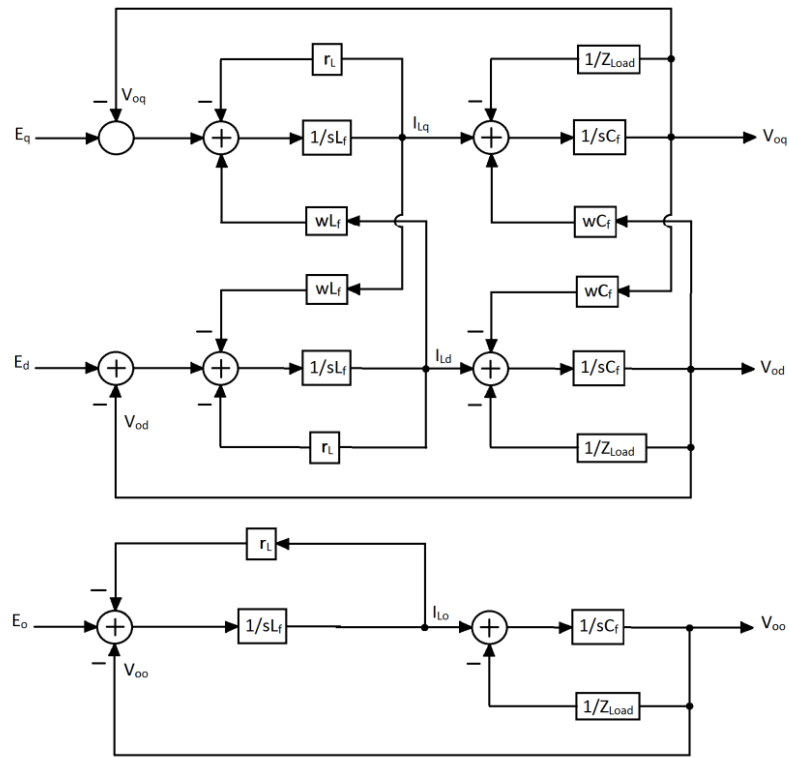 r_L
1/Z_Load
− V_oq − −
E_q + 1/sL_f I_Lq + 1/sC_f V_oq
wL_f wC_f
wL_f wC_f
− −
E_d + + 1/sL_f I_Ld + 1/sC_f V_od
− V_od − −
r_L 1/Z_Load
r_L
−
E_o + 1/sL_f I_Lo + 1/sC_f V_oo
− V_oo −
1/Z_Load